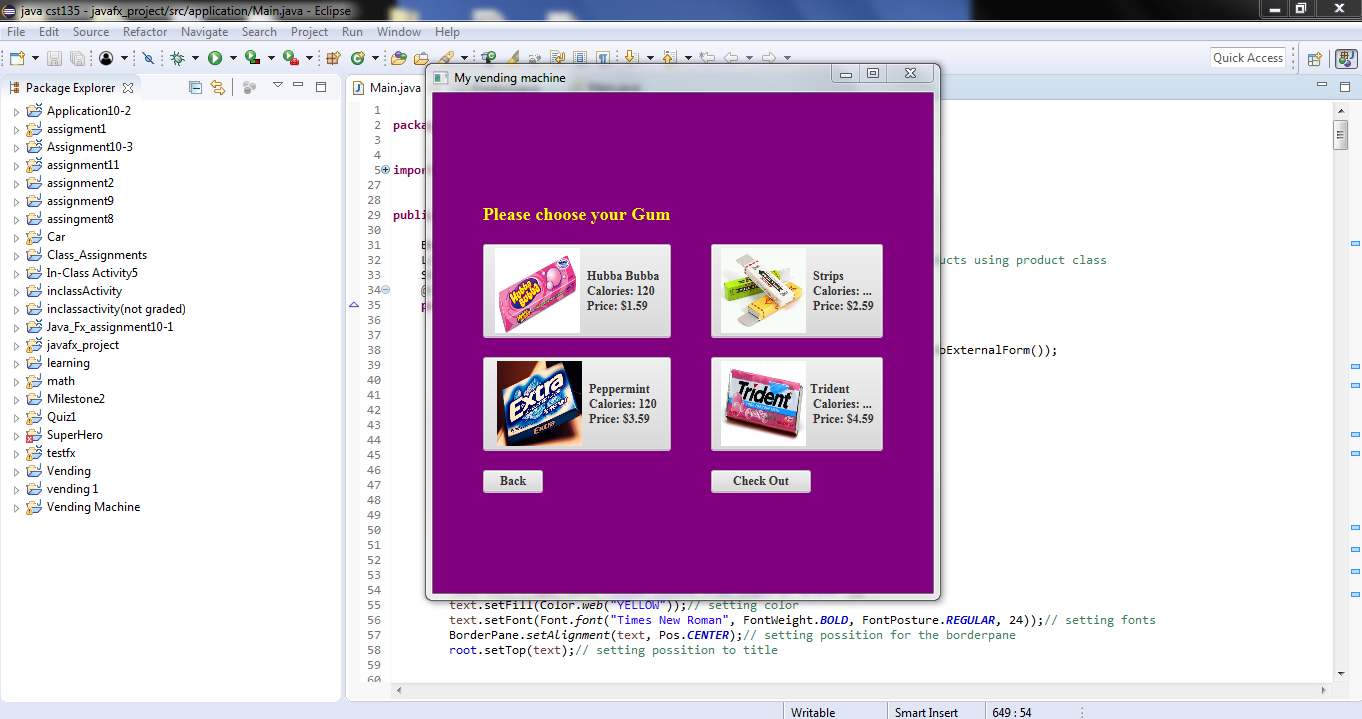 java cst135 - javafx_project/src/application/Main.java - Eclipse
File Edit Source Refactor Navigate Search Project Run Window Help
Quick Access
Package Explorer
Application10-2
assigment1
Assignment10-3
assignment11
assignment2
assignment9
assingment8
Car
Class_Assignments
In-Class Activity5
inclassActivity
inclassactivity(not graded)
Java_Fx_assignment10-1
javafx_project
learning
math
Milestone2
Quiz1
SuperHero
testfx
Vending
vending 1
Vending Machine
Main.java
My vending machine
Please choose your Gum
Hubba Bubba
Calories: 120
Price: $1.59
Strips
Calories: ...
Price: $2.59
Extra
Peppermint
Calories: 120
Price: $3.59
Trident
Trident
Calories: ...
Price: $4.59
Back
Check Out
1
2 packa
3
4
5 impor
27
28
29 publi
30
31
32 ucts using product class
33
34 @
35
36
37
38 oExternalForm());
39
40
41
42
43
44
45
46
47
48
49
50
51
52
53
54
55 text.setFill(Color.web("YELLOW"));// setting color
56 text.setFont(Font.font("Times New Roman", FontWeight.BOLD, FontPosture.REGULAR, 24));// setting fonts
57 BorderPane.setAlignment(text, Pos.CENTER);// setting possition for the borderpane
58 root.setTop(text);// setting possition to title
59
60
Writable
Smart Insert
649 : 54